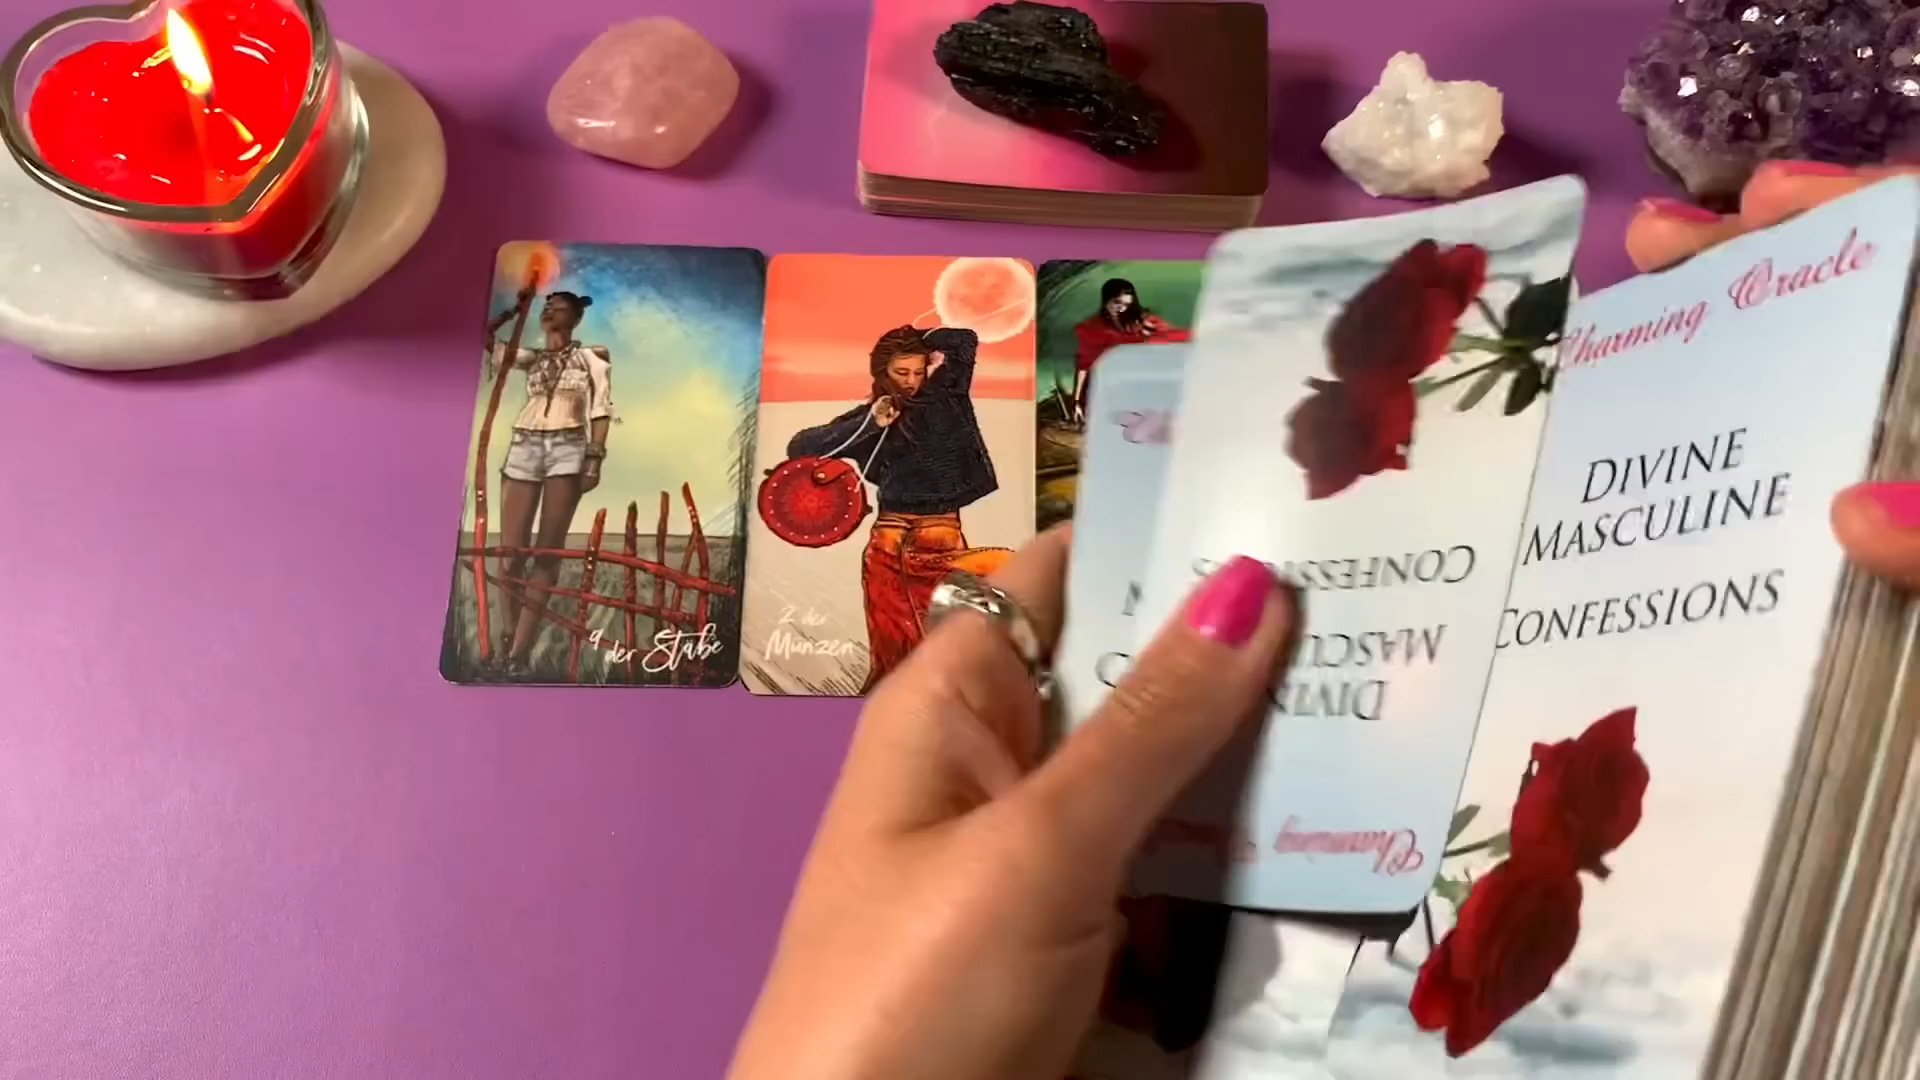 9
der Stäbe
2 der
Münzen
CONFESSIONS
DIVINE
MASCULINE
Charming
Charming Oracle
DIVINE
MASCULINE
CONFESSIONS